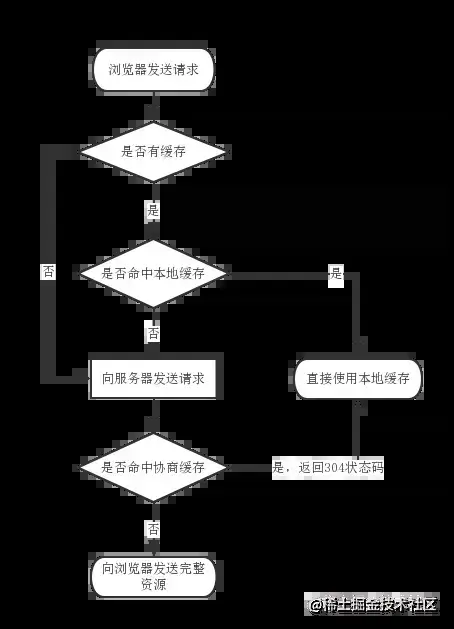 浏览器发送请求
是否有缓存
是
否
是否命中本地缓存
是
否
向服务器发送请求
直接使用本地缓存
是否命中协商缓存
是，返回304状态码
否
向浏览器发送完整
资源
@稀土掘金技术社区